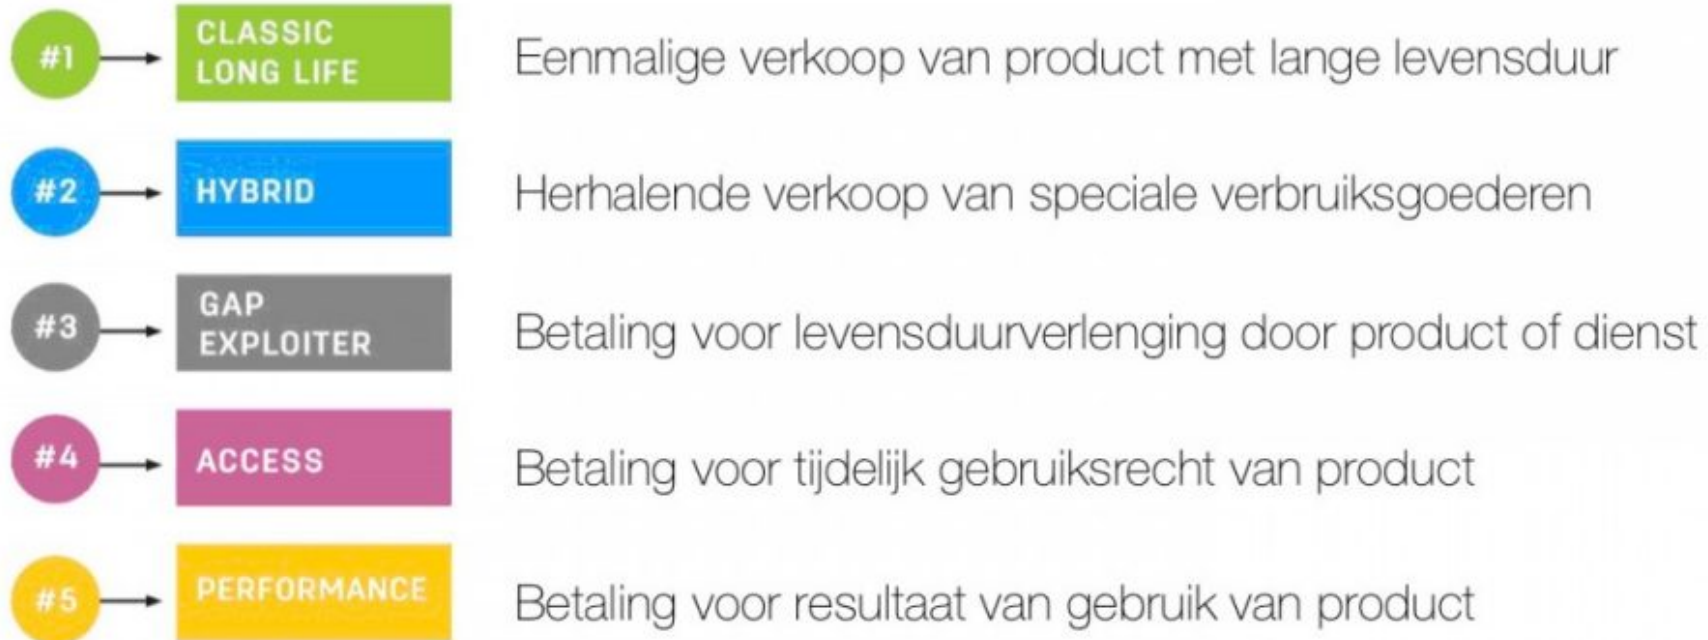 #1
CLASSIC
LONG LIFE
Eenmalige verkoop van product met lange levensduur
#2
HYBRID
Herhalende verkoop van speciale verbruiksgoederen
#3
GAP
EXPLOITER
Betaling voor levensduurverlenging door product of dienst
#4
ACCESS
Betaling voor tijdelijk gebruiksrecht van product
#5
PERFORMANCE
Betaling voor resultaat van gebruik van product